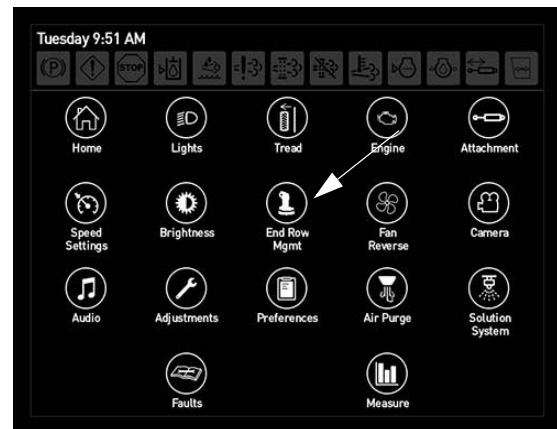 Tuesday 9:51 AM
(P)
STOP
Home Lights Tread Engine Attachment
Speed Brightness End Row Fan Camera
Settings Mgmt Reverse
Audio Adjustments Preferences Air Purge Solution
System
Faults Measure